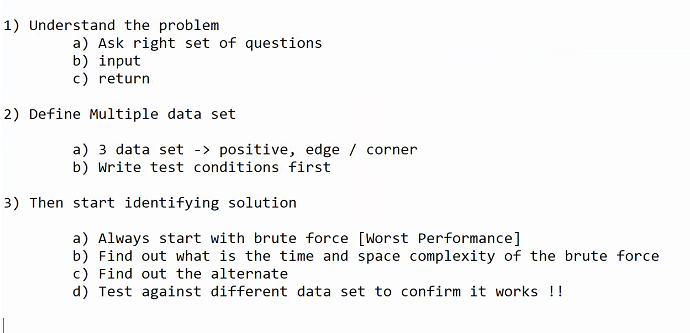 1) Understand the problem
a) Ask right set of questions
b) input
c) return
2) Define Multiple data set
a) 3 data set -> positive, edge / corner
b) Write test conditions first
3) Then start identifying solution
a) Always start with brute force [Worst Performance]
b) Find out what is the time and space complexity of the brute force
c) Find out the alternate
d) Test against different data set to confirm it works !!